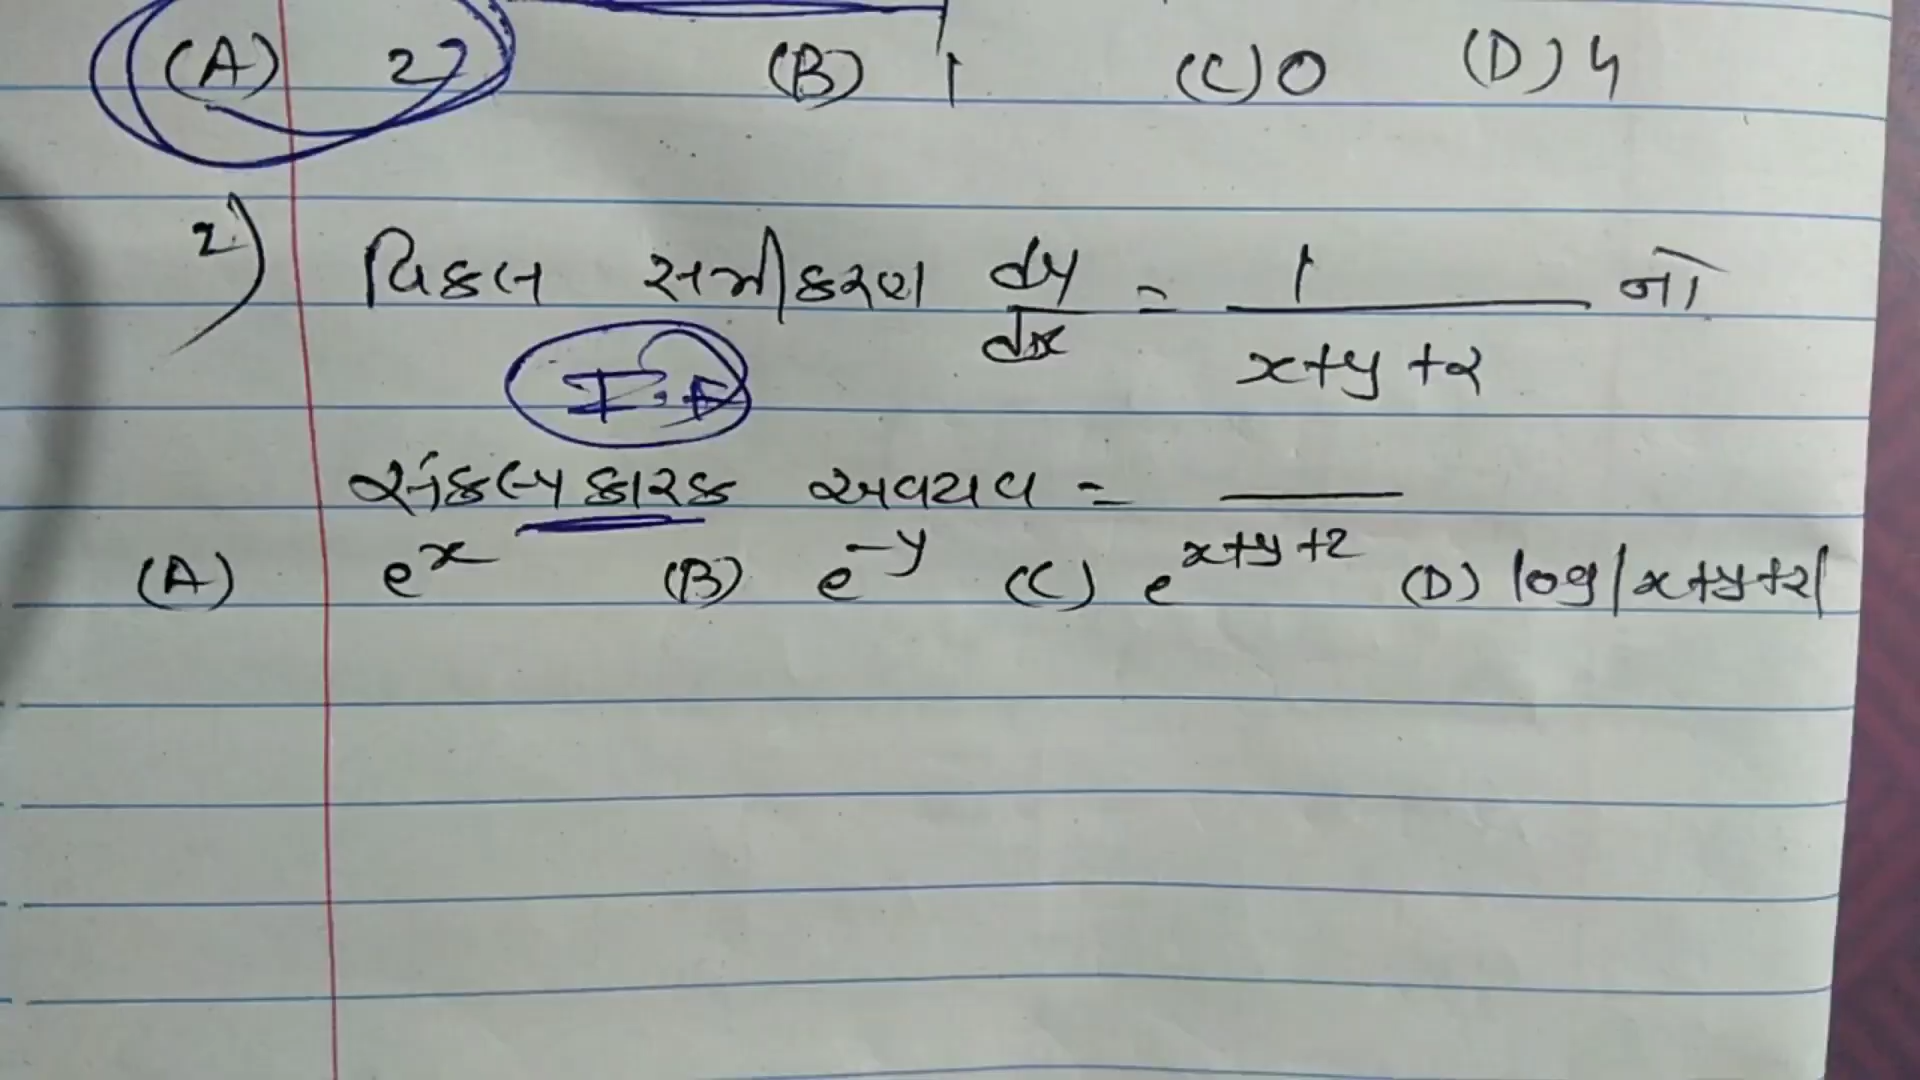 (A) 2 (B) 1 (C) 0 (D) 4
2) વિકલ સમીકરણ dy/dx = 1/(x+y+2) નો
I.F
સંકલ્યકારક અવયવ = ___
(A) e^x (B) e^-y (C) e^x+y+2 (D) log|x+y+2|